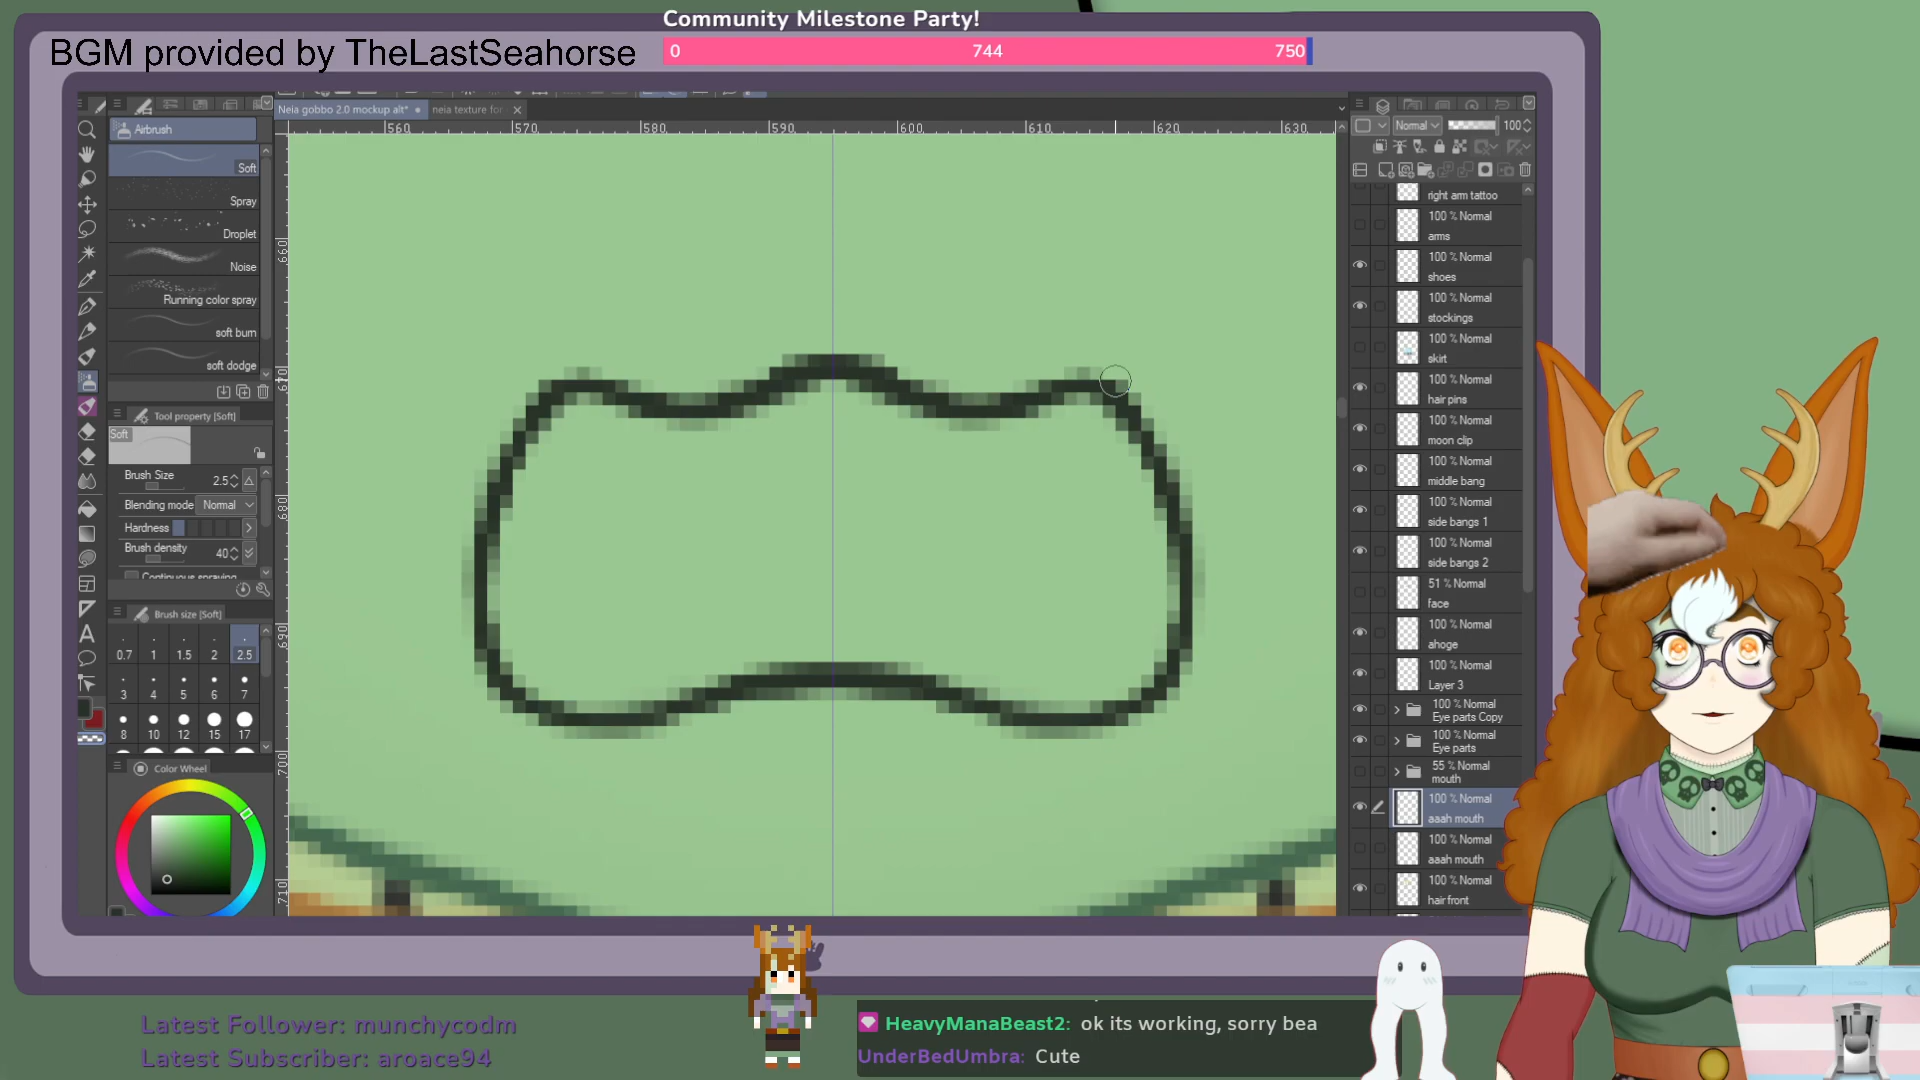 Community Milestone Party!
BGM provided by TheLastSeahorse
0 744 750
Neia gobbo 2.0 mockup alt*
neia texture for
Airbrush
Soft
Spray
Droplet
Noise
Running color spray
soft burn
soft dodge
Tool property [Soft]
Soft
Brush Size 2.5
Blending mode Normal
Hardness
Brush density 40
Continuous spraying
Brush size [Soft]
0.7 1 1.5 2 2.5
3 4 5 6 7
8 10 12 15 17
Color Wheel
560 570 580 590 600 610 620 630
660
670
680
690
700
710
Normal 100
right arm tattoo
100 % Normal
arms
100 % Normal
shoes
100 % Normal
stockings
100 % Normal
skirt
100 % Normal
hair pins
100 % Normal
moon clip
100 % Normal
middle bang
100 % Normal
side bangs 1
100 % Normal
side bangs 2
51 % Normal
face
100 % Normal
ahoge
100 % Normal
Layer 3
100 % Normal
Eye parts Copy
100 % Normal
Eye parts
55 % Normal
mouth
100 % Normal
aaah mouth
100 % Normal
aaah mouth
100 % Normal
hair front
Latest Follower: munchycodm
Latest Subscriber: aroace94
HeavyManaBeast2: ok its working, sorry bea
UnderBedUmbra: Cute